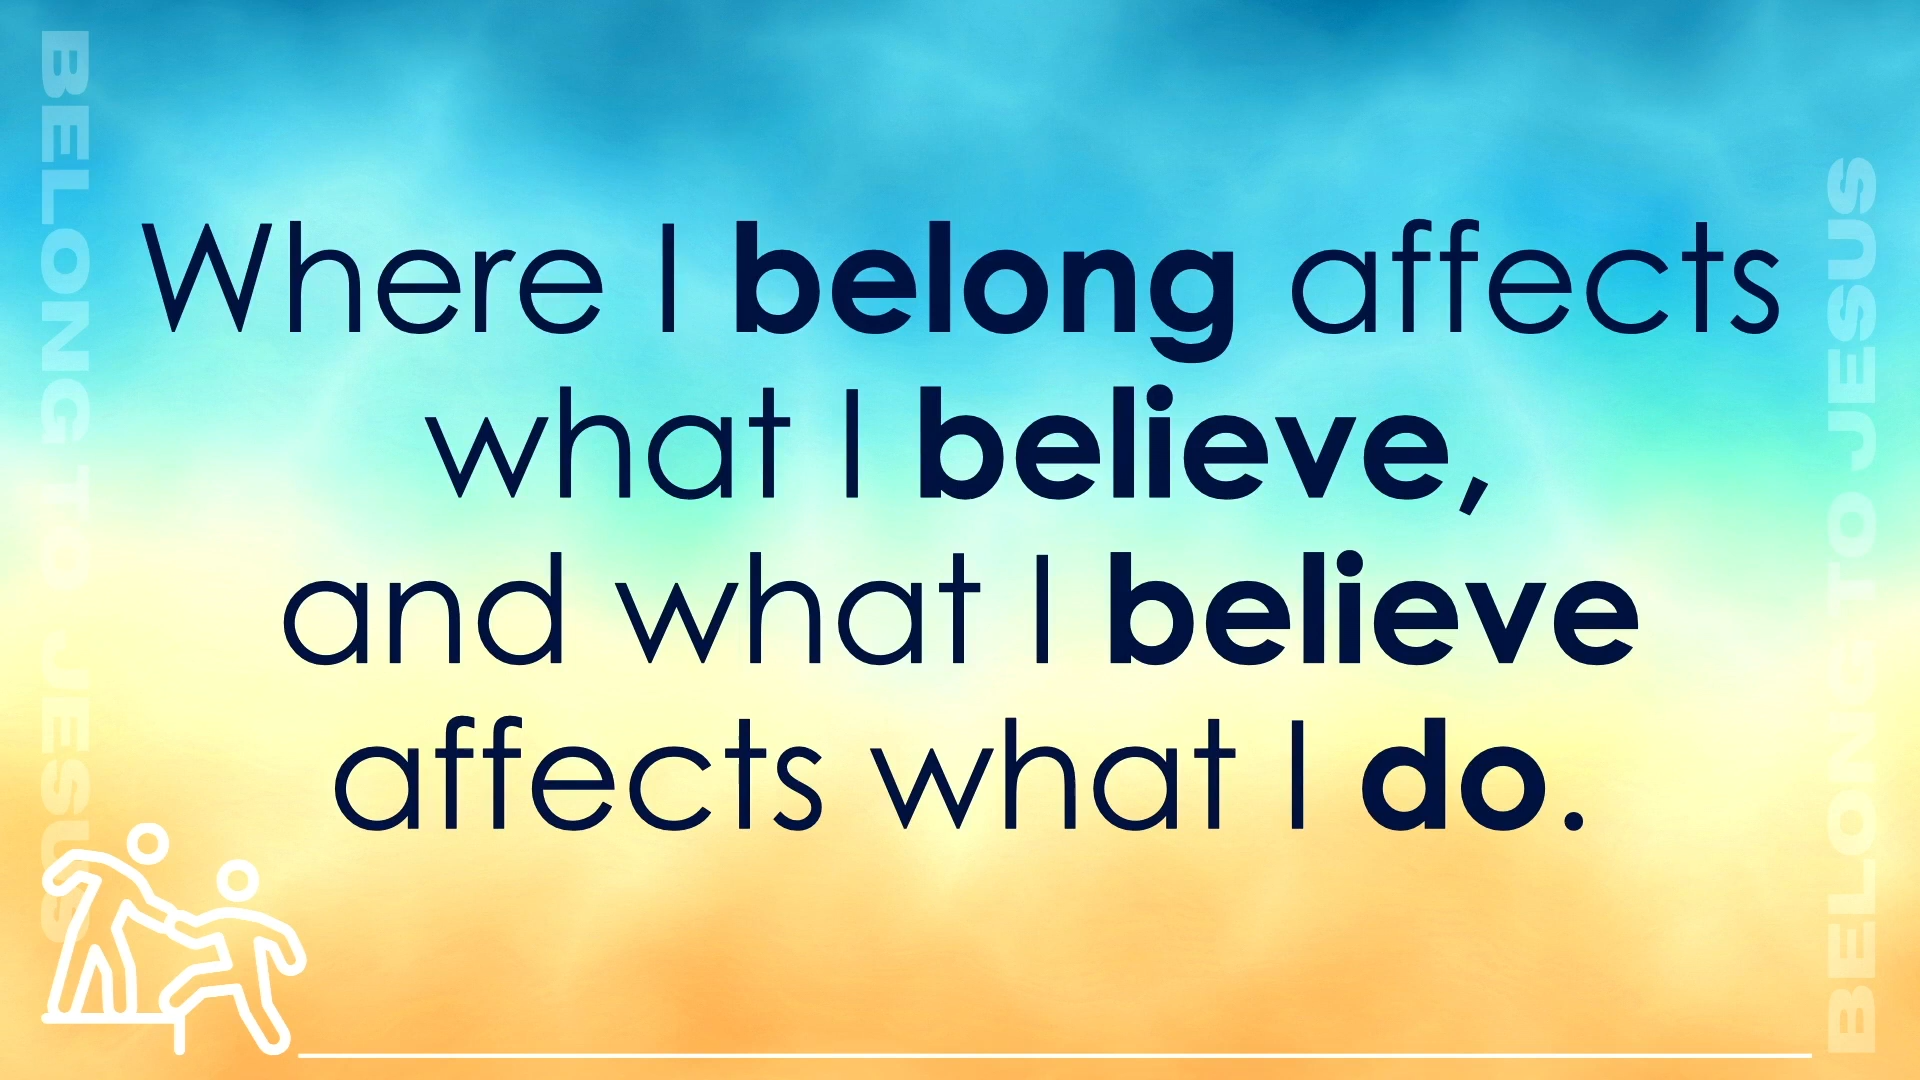 BELONG TO JESUS
Where I belong affects
what I believe,
and what I believe
affects what I do.
BELONG TO JESUS